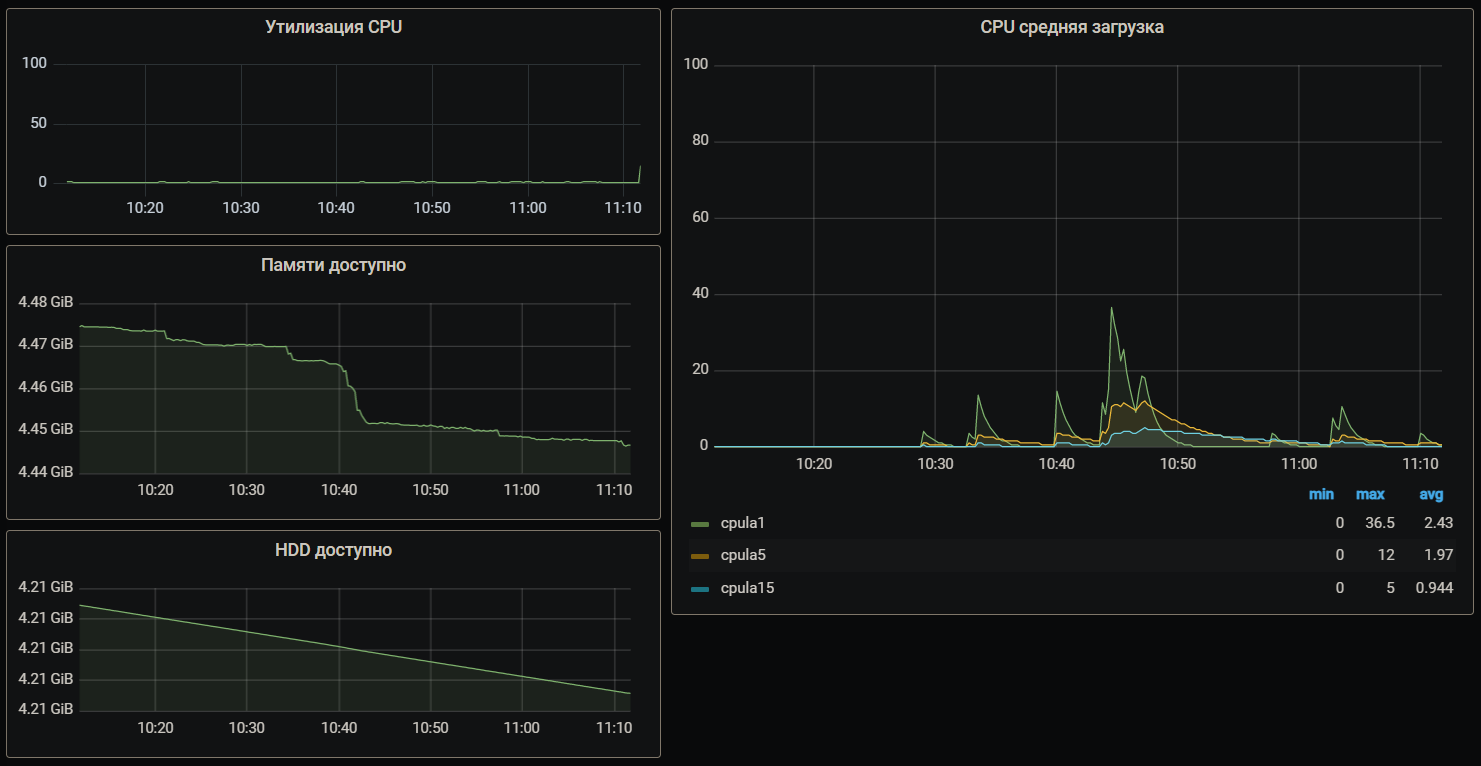 Утилизация CPU
100
50
0
10:20 10:30 10:40 10:50 11:00 11:10
Памяти доступно
4.48 GiB
4.47 GiB
4.46 GiB
4.45 GiB
4.44 GiB
10:20 10:30 10:40 10:50 11:00 11:10
HDD доступно
4.21 GiB
4.21 GiB
4.21 GiB
4.21 GiB
4.21 GiB
10:20 10:30 10:40 10:50 11:00 11:10
CPU средняя загрузка
100
80
60
40
20
0
10:20 10:30 10:40 10:50 11:00 11:10
min max avg
cpula1 0 36.5 2.43
cpula5 0 12 1.97
cpula15 0 5 0.944